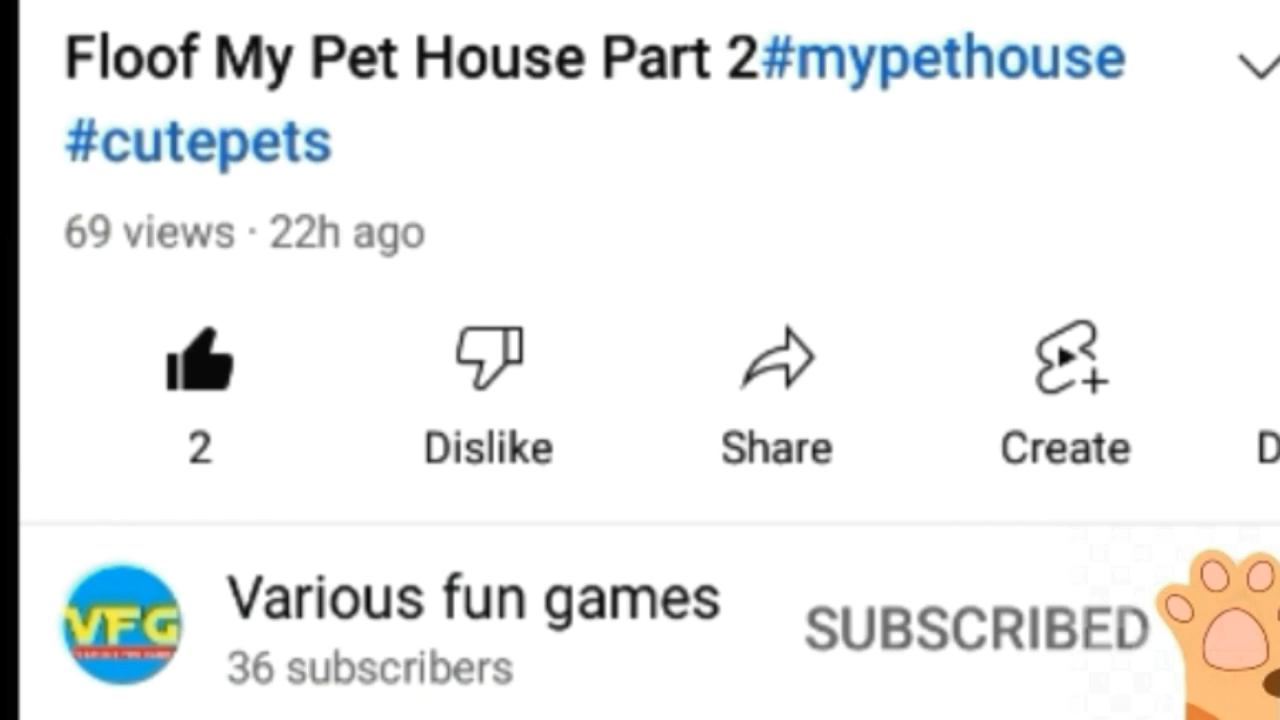 Floof My Pet House Part 2#mypethouse
#cutepets
69 views · 22h ago
2
Dislike
Share
Create
D
VFG
Various fun games
36 subscribers
SUBSCRIBED